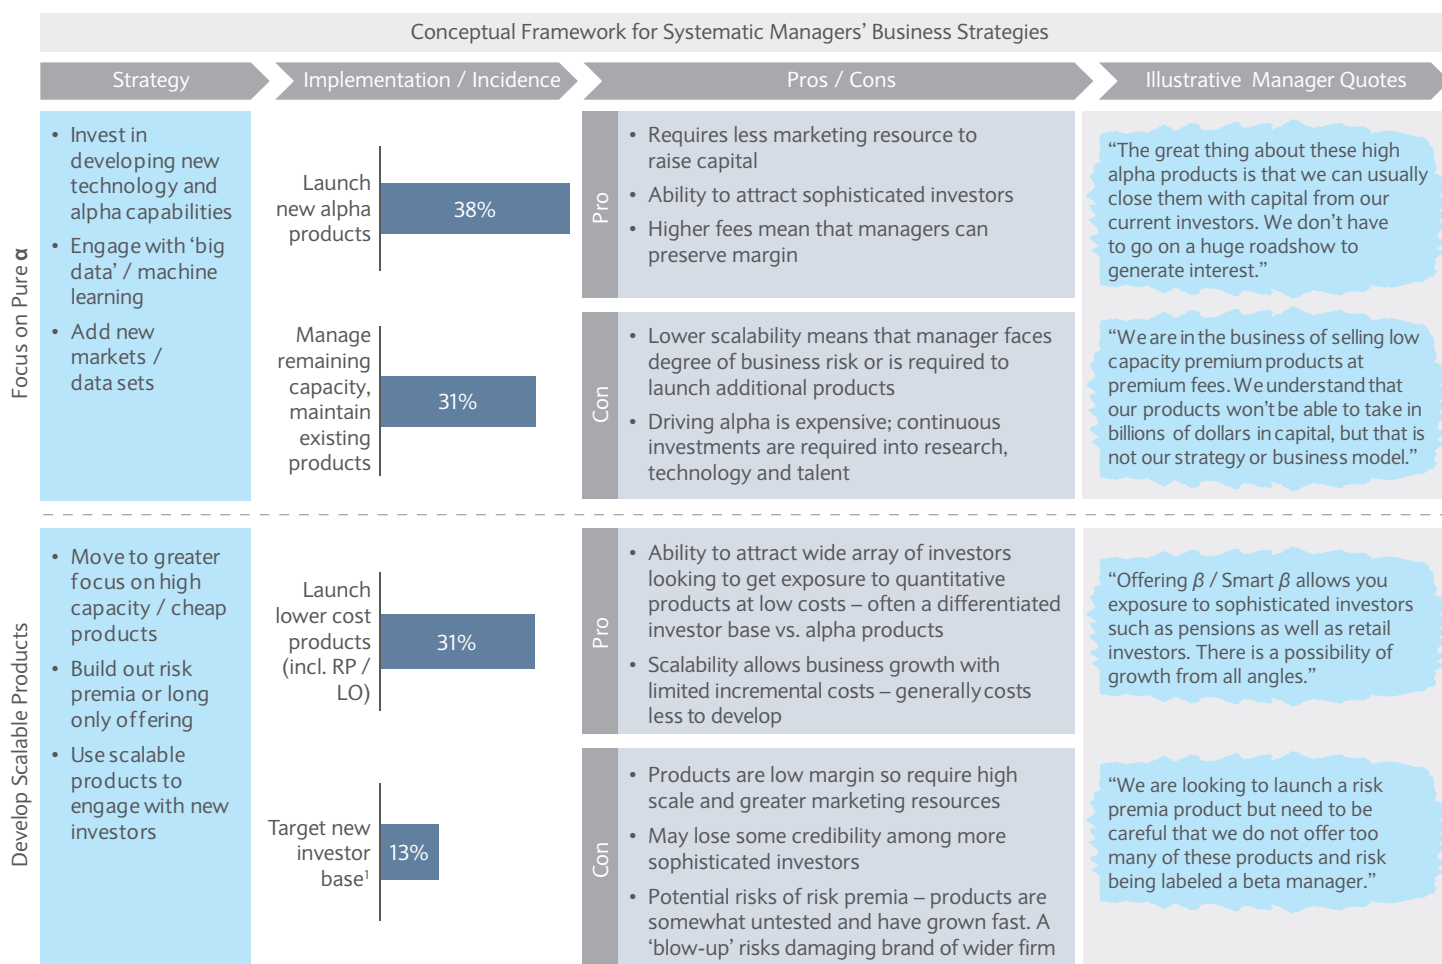 Conceptual Framework for Systematic Managers’ Business Strategies
Strategy
Implementation / Incidence
Pros / Cons
Illustrative Manager Quotes
Focus on Pure α
• Invest in
developing new
technology and
alpha capabilities
• Engage with ‘big
data’ / machine
learning
• Add new
markets /
data sets
Launch
new alpha
products
38%
Manage
remaining
capacity,
maintain
existing
products
31%
Pro
• Requires less marketing resource to
raise capital
• Ability to attract sophisticated investors
• Higher fees mean that managers can
preserve margin
Con
• Lower scalability means that manager faces
degree of business risk or is required to
launch additional products
• Driving alpha is expensive; continuous
investments are required into research,
technology and talent
“The great thing about these high
alpha products is that we can usually
close them with capital from our
current investors. We don’t have
to go on a huge roadshow to
generate interest.”
“We are in the business of selling low
capacity premium products at
premium fees. We understand that
our products won’t be able to take in
billions of dollars in capital, but that is
not our strategy or business model.”
Develop Scalable Products
• Move to greater
focus on high
capacity / cheap
products
• Build out risk
premia or long
only offering
• Use scalable
products to
engage with new
investors
Launch
lower cost
products
(incl. RP /
LO)
31%
Target new
investor
base¹
13%
Pro
• Ability to attract wide array of investors
looking to get exposure to quantitative
products at low costs – often a differentiated
investor base vs. alpha products
• Scalability allows business growth with
limited incremental costs – generally costs
less to develop
Con
• Products are low margin so require high
scale and greater marketing resources
• May lose some credibility among more
sophisticated investors
• Potential risks of risk premia – products are
somewhat untested and have grown fast. A
‘blow-up’ risks damaging brand of wider firm
“Offering β / Smart β allows you
exposure to sophisticated investors
such as pensions as well as retail
investors. There is a possibility of
growth from all angles.”
“We are looking to launch a risk
premia product but need to be
careful that we do not offer too
many of these products and risk
being labeled a beta manager.”